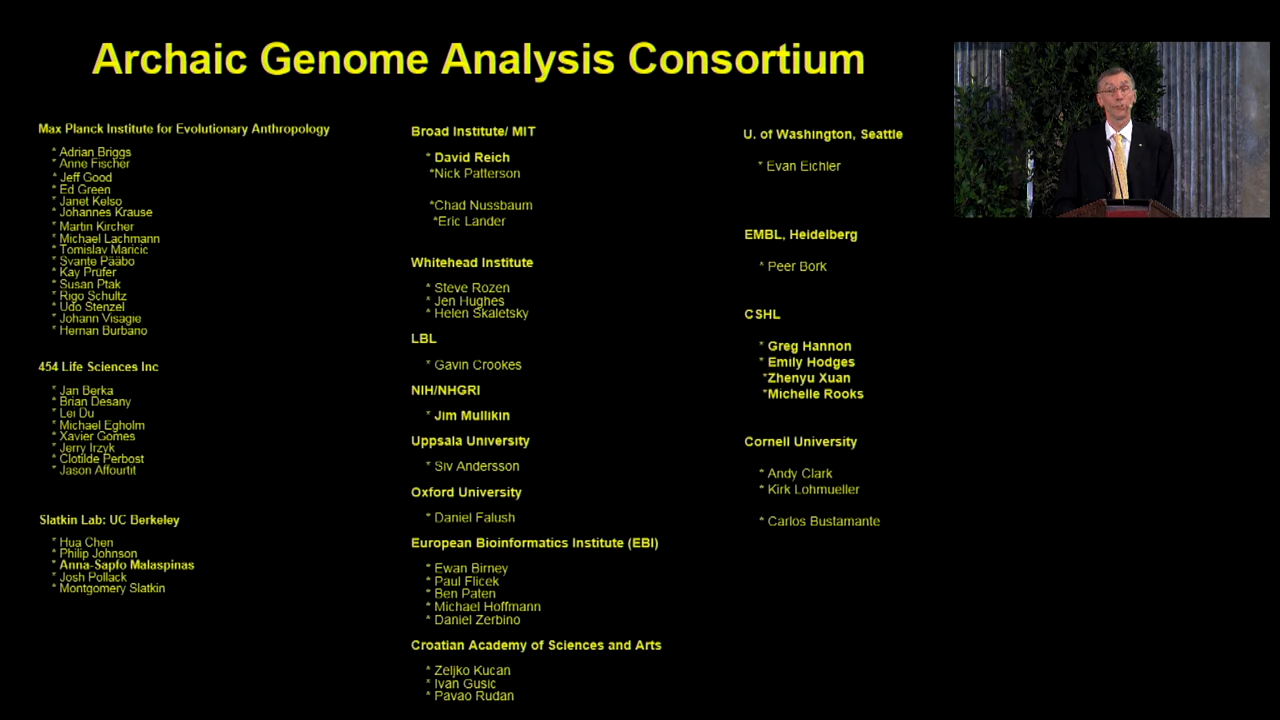 Archaic Genome Analysis Consortium
Max Planck Institute for Evolutionary Anthropology
* Adrian Briggs
* Anne Fischer
* Jeff Good
* Ed Green
* Janet Kelso
* Johannes Krause
* Martin Kircher
* Michael Lachmann
* Tomislav Maricic
* Svante Pääbo
* Kay Prüfer
* Susan Ptak
* Rigo Schultz
* Udo Stenzel
* Johann Visagie
* Hernan Burbano
454 Life Sciences Inc
* Jan Berka
* Brian Desany
* Lei Du
* Michael Egholm
* Xavier Gomes
* Jerry Irzyk
* Clotilde Perbost
* Jason Affourtit
Slatkin Lab: UC Berkeley
* Hua Chen
* Philip Johnson
* Anna-Sapfo Malaspinas
* Josh Pollack
* Montgomery Slatkin
Broad Institute/ MIT
* David Reich
*Nick Patterson
*Chad Nussbaum
*Eric Lander
Whitehead Institute
* Steve Rozen
* Jen Hughes
* Helen Skaletsky
LBL
* Gavin Crookes
NIH/NHGRI
* Jim Mullikin
Uppsala University
* Siv Andersson
Oxford University
* Daniel Falush
European Bioinformatics Institute (EBI)
* Ewan Birney
* Paul Flicek
* Ben Paten
* Michael Hoffmann
* Daniel Zerbino
Croatian Academy of Sciences and Arts
* Zeljko Kucan
* Ivan Gusic
* Pavao Rudan
U. of Washington, Seattle
* Evan Eichler
EMBL, Heidelberg
* Peer Bork
CSHL
* Greg Hannon
* Emily Hodges
*Zhenyu Xuan
*Michelle Rooks
Cornell University
* Andy Clark
* Kirk Lohmueller
* Carlos Bustamante